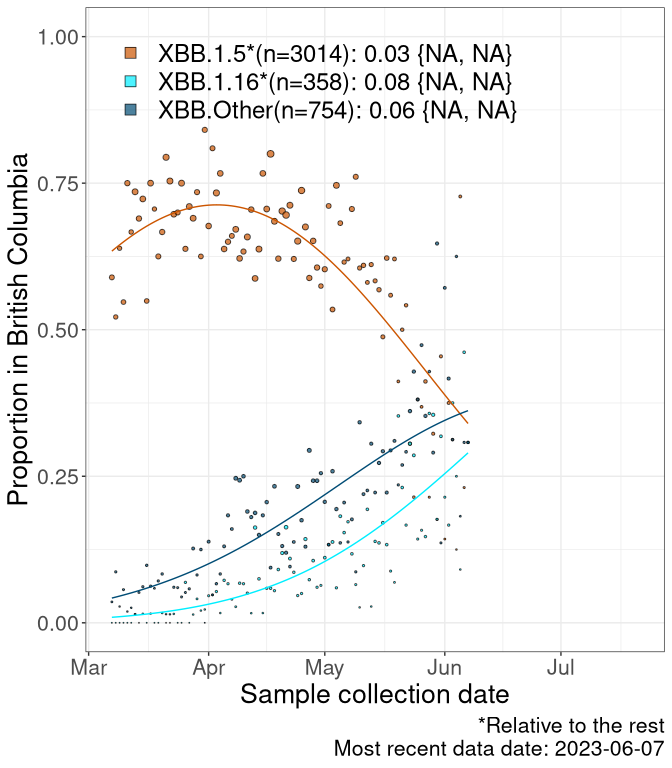 XBB.1.5*(n=3014): 0.03 {NA, NA}
XBB.1.16*(n=358): 0.08 {NA, NA}
XBB.Other(n=754): 0.06 {NA, NA}
1.00
0.75
0.50
0.25
0.00
Proportion in British Columbia
Mar Apr May Jun Jul
Sample collection date
*Relative to the rest
Most recent data date: 2023-06-07